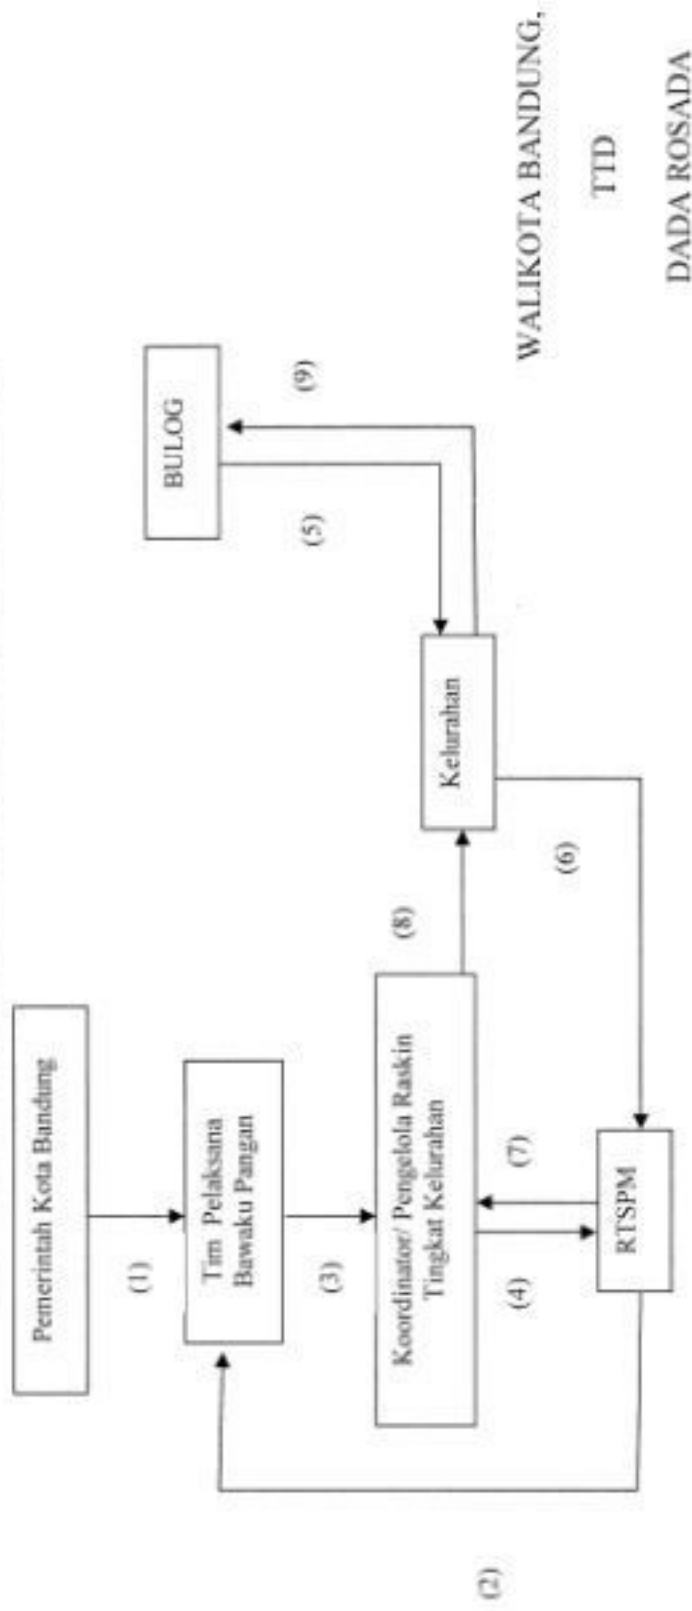 Pemerintah Kota Bandung
(1)
Tim Pelaksana
Bawaku Pangan
(3)
Koordinator/ Pengelola Raskin
Tingkat Kelurahan
(4)
(7)
RTSPM
(2)
(8)
Kelurahan
(6)
BULOG
(5)
(9)
WALIKOTA BANDUNG,
TTD
DADA ROSADA